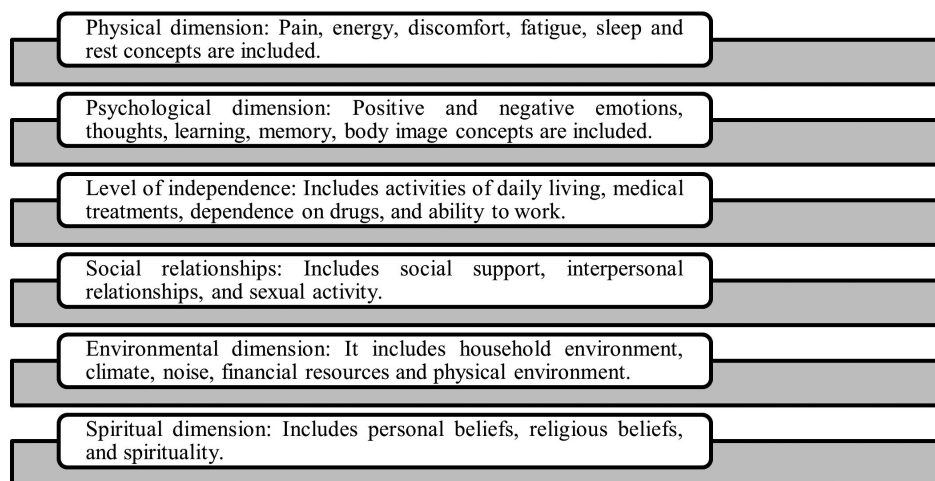 Physical dimension: Pain, energy, discomfort, fatigue, sleep and
rest concepts are included.
Psychological dimension: Positive and negative emotions,
thoughts, learning, memory, body image concepts are included.
Level of independence: Includes activities of daily living, medical
treatments, dependence on drugs, and ability to work.
Social relationships: Includes social support, interpersonal
relationships, and sexual activity.
Environmental dimension: It includes household environment,
climate, noise, financial resources and physical environment.
Spiritual dimension: Includes personal beliefs, religious beliefs,
and spirituality.